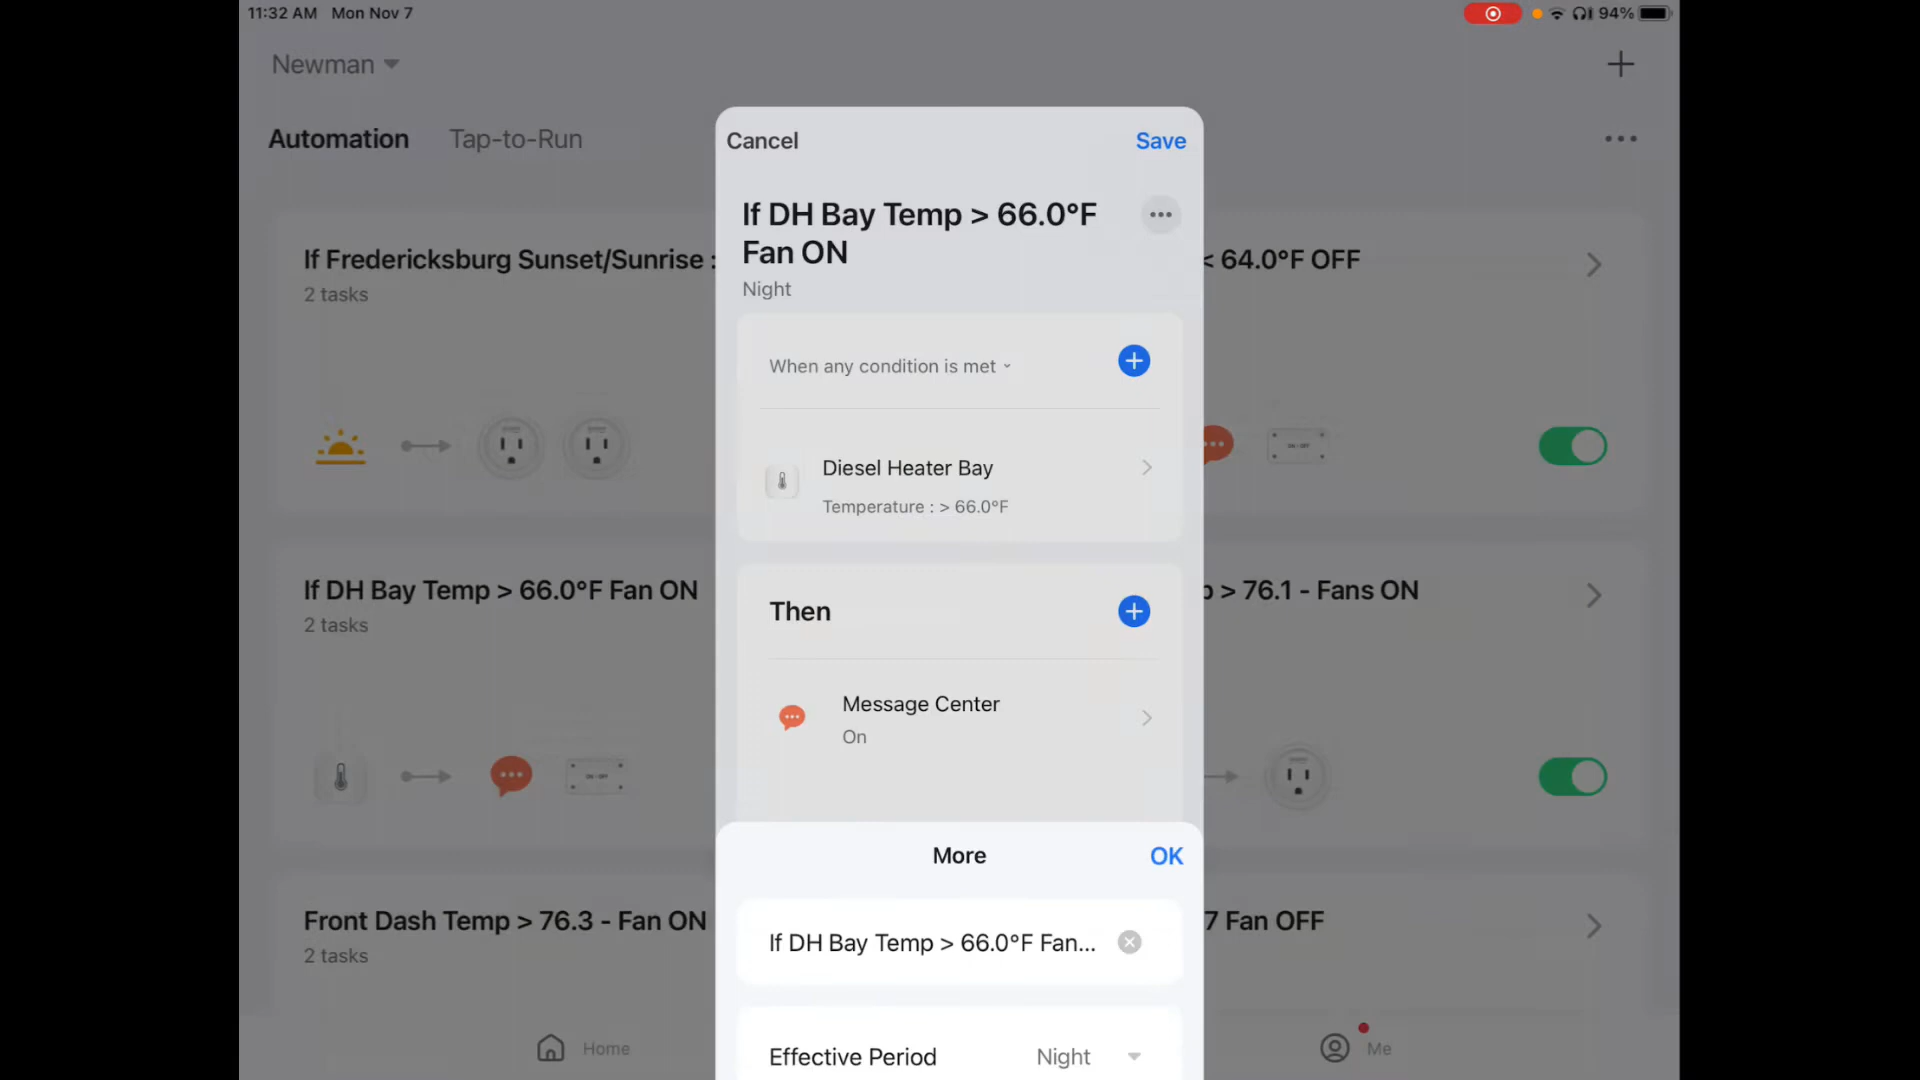 11:32 AM Mon Nov 7
94%
Newman
Automation Tap-to-Run
Cancel
Save
If DH Bay Temp > 66.0°F
Fan ON
Night
If Fredericksburg Sunset/Sunrise :
2 tasks
< 64.0°F OFF
When any condition is met
Diesel Heater Bay
Temperature : > 66.0°F
If DH Bay Temp > 66.0°F Fan ON
2 tasks
> 76.1 - Fans ON
Then
Message Center
On
ON - OFF
More
OK
Front Dash Temp > 76.3 - Fan ON
2 tasks
7 Fan OFF
If DH Bay Temp > 66.0°F Fan...
Effective Period
Night
Home
Me